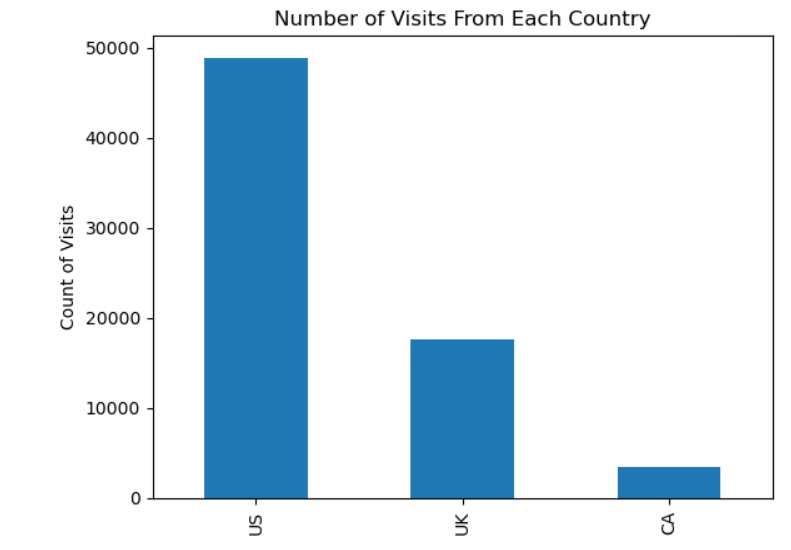 Number of Visits From Each Country
50000
40000
30000
20000
10000
0
Count of Visits
US
UK
CA